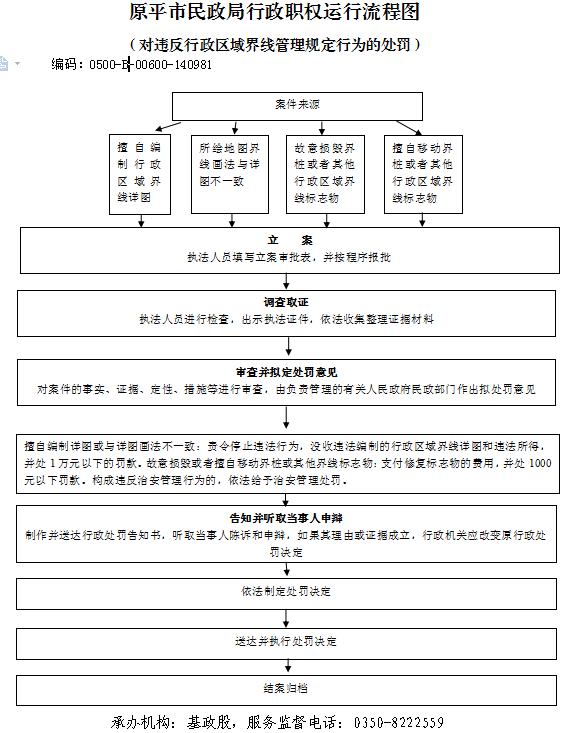 原平市民政局行政职权运行流程图
（对违反行政区域界线管理规定行为的处罚）
编码：0500-B-00600-140981
案件来源
擅自编
制行政
区域界
线详图
所绘地图界
线画法与详
图不一致
故意损毁界
桩或者其他
行政区域界
线标志物
擅自移动界
桩或者其他
行政区域界
线标志物
立 案
执法人员填写立案审批表，并按程序报批
调查取证
执法人员进行检查，出示执法证件，依法收集整理证据材料
审查并拟定处罚意见
对案件的事实、证据、定性、措施等进行审查，由负责管理的有关人民政府民政部门作出拟处罚意见
擅自编制详图或与详图画法不一致：责令停止违法行为，没收违法编制的行政区域界线详图和违法所得，
并处1万元以下的罚款。故意损毁或者擅自移动界桩或其他界线标志物：支付修复标志物的费用，并处1000
元以下罚款。构成违反治安管理行为的，依法给予治安管理处罚。
告知并听取当事人申辩
制作并送达行政处罚告知书，听取当事人陈诉和申辩，如果其理由或证据成立，行政机关应改变原行政处
罚决定
依法制定处罚决定
送达并执行处罚决定
结案归档
承办机构：基政股，服务监督电话：0350-8222559